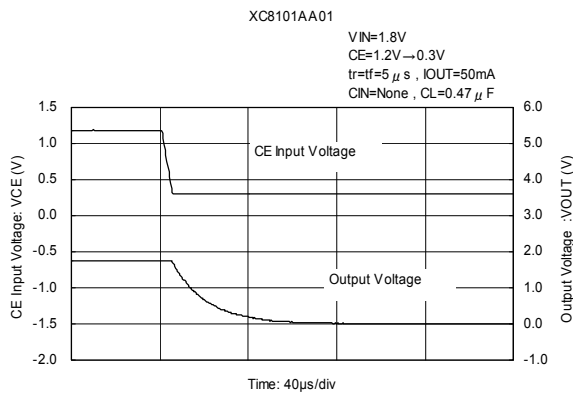 XC8101AA01
VIN=1.8V
CE=1.2V→0.3V
tr=tf=5μs , IOUT=50mA
CIN=None , CL=0.47μF
CE Input Voltage: VCE (V)
1.5
1.0
0.5
0.0
-0.5
-1.0
-1.5
-2.0
CE Input Voltage
Output Voltage
6.0
5.0
4.0
3.0
2.0
1.0
0.0
-1.0
Output Voltage :VOUT (V)
Time: 40μs/div